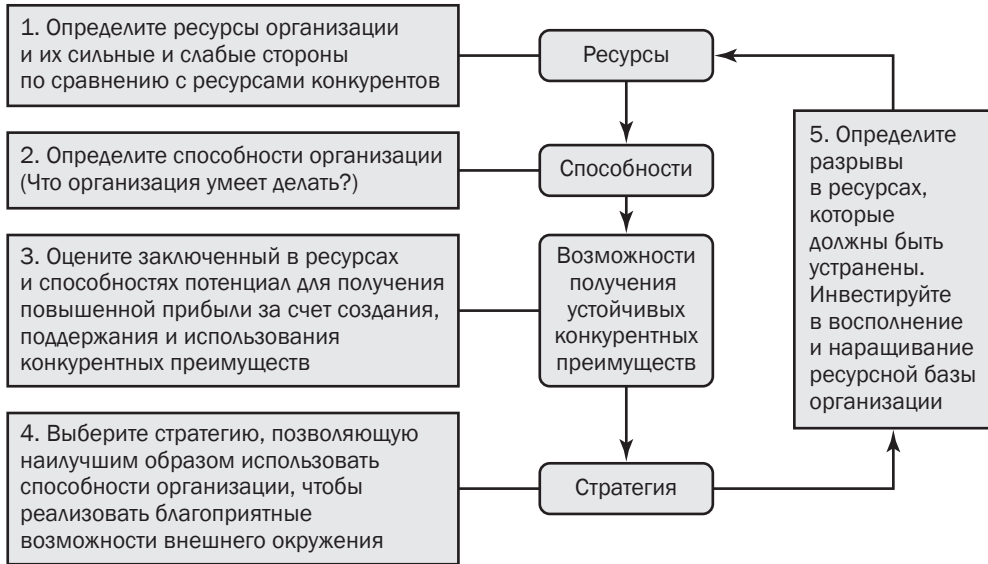 1. Определите ресурсы организации
и их сильные и слабые стороны
по сравнению с ресурсами конкурентов
Ресурсы
2. Определите способности организации
(Что организация умеет делать?)
Способности
3. Оцените заключенный в ресурсах
и способностях потенциал для получения
повышенной прибыли за счет создания,
поддержания и использования
конкурентных преимуществ
Возможности
получения
устойчивых
конкурентных
преимуществ
4. Выберите стратегию, позволяющую
наилучшим образом использовать
способности организации, чтобы
реализовать благоприятные
возможности внешнего окружения
Стратегия
5. Определите
разрывы
в ресурсах,
которые
должны быть
устранены.
Инвестируйте
в восполнение
и наращивание
ресурсной базы
организации